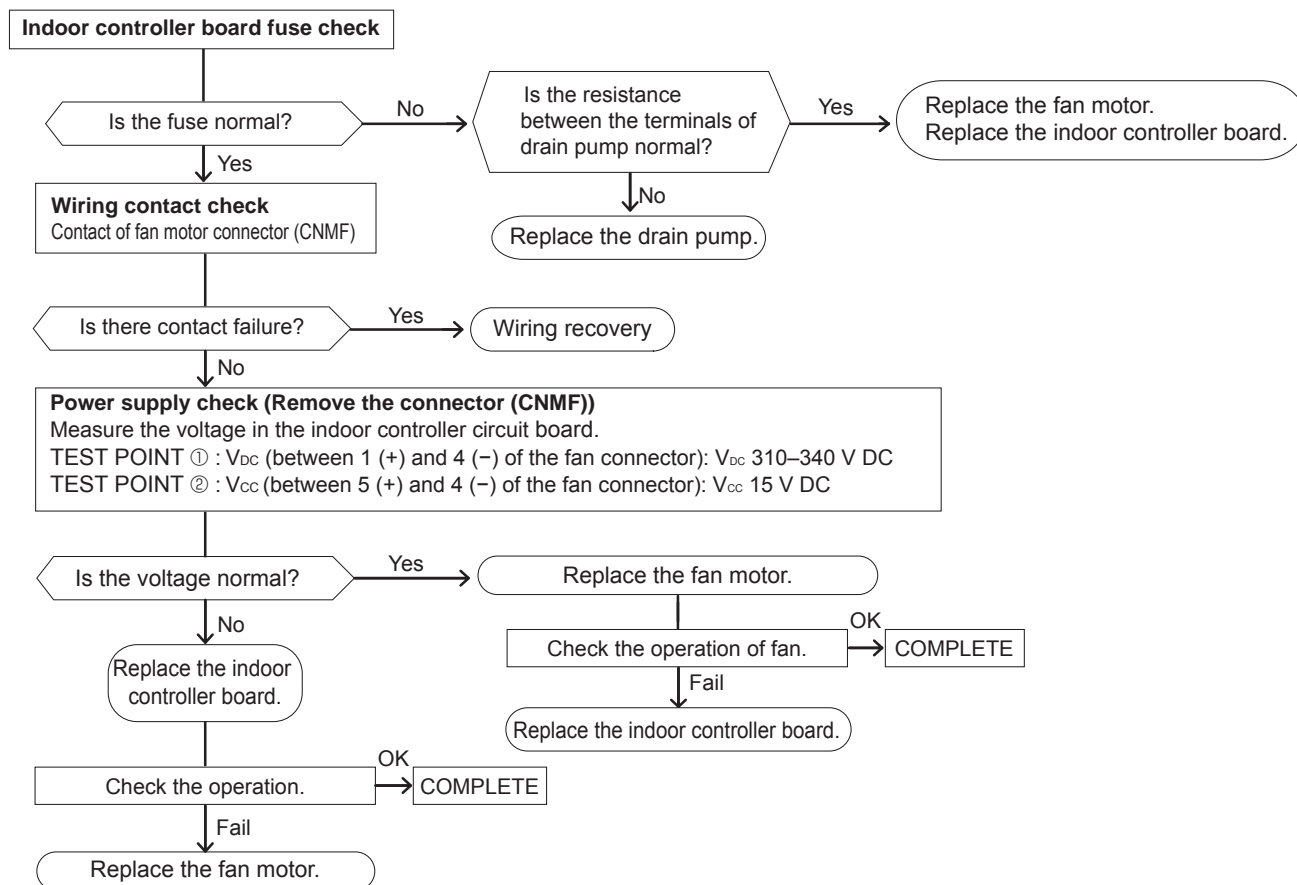 Indoor controller board fuse check
Is the fuse normal?
No
Is the resistance
between the terminals of
drain pump normal?
Yes
Replace the fan motor.
Replace the indoor controller board.
Yes
No
Wiring contact check
Contact of fan motor connector (CNMF)
Replace the drain pump.
Is there contact failure?
Yes
Wiring recovery
No
Power supply check (Remove the connector (CNMF))
Measure the voltage in the indoor controller circuit board.
TEST POINT ① : VDC (between 1 (+) and 4 (−) of the fan connector): VDC 310–340 V DC
TEST POINT ② : VCC (between 5 (+) and 4 (−) of the fan connector): VCC 15 V DC
Is the voltage normal?
Yes
Replace the fan motor.
No
Check the operation of fan.
OK
COMPLETE
Replace the indoor
controller board.
Fail
Replace the indoor controller board.
Check the operation.
OK
COMPLETE
Fail
Replace the fan motor.